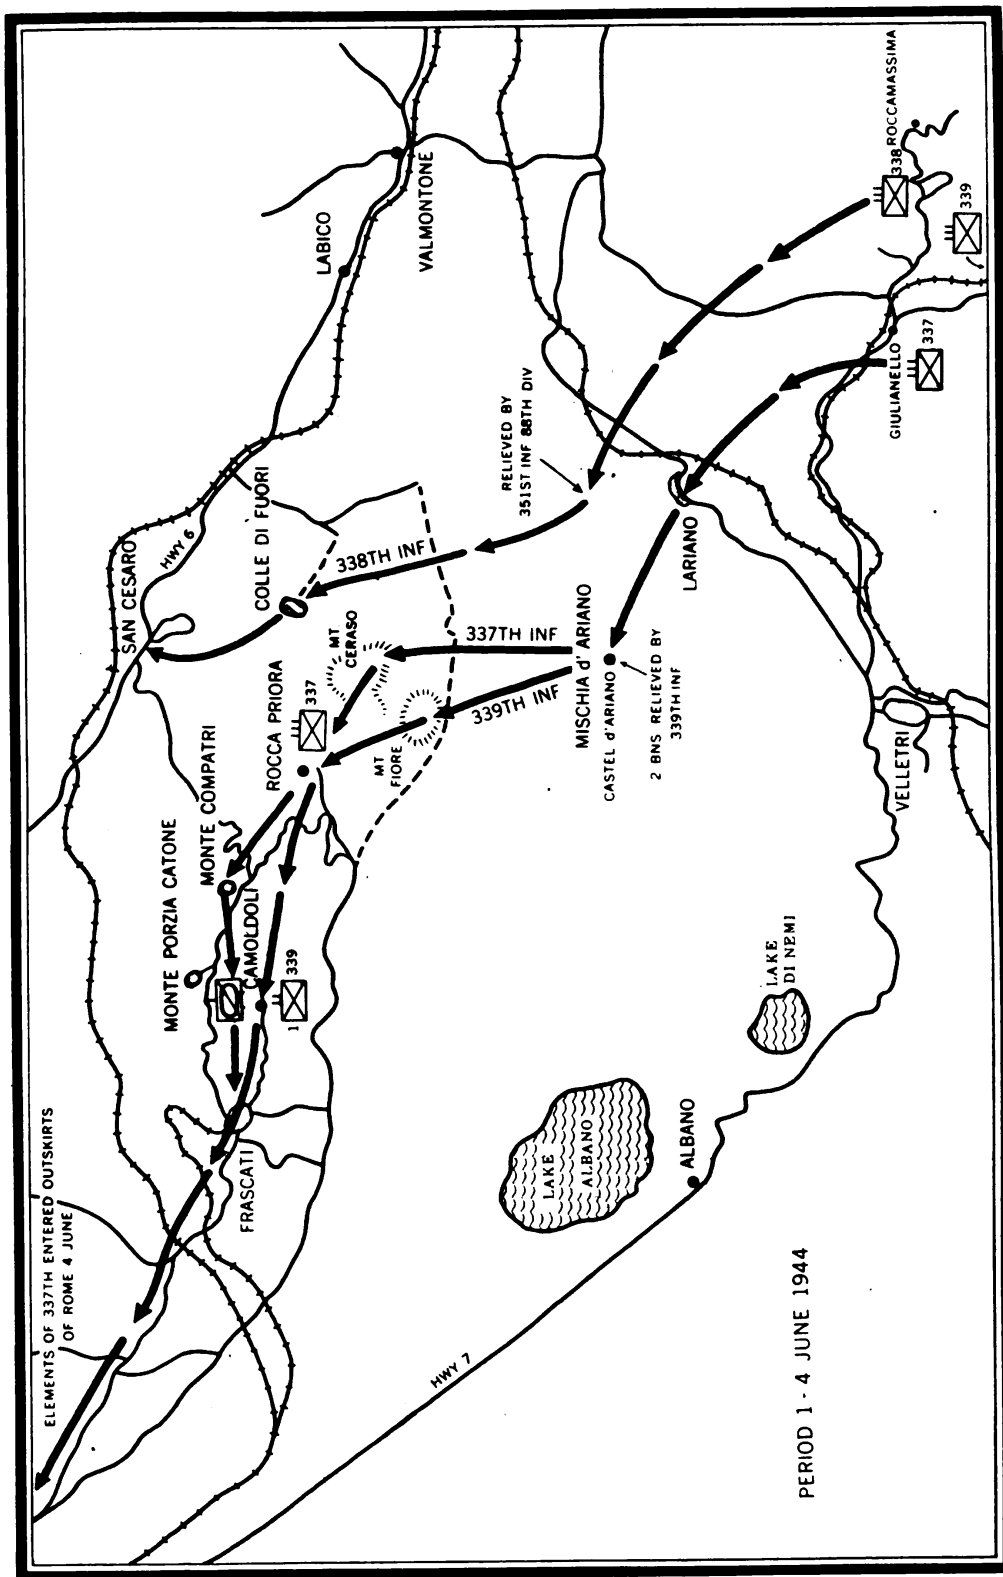 ELEMENTS OF 337TH ENTERED OUTSKIRTS
OF ROME 4 JUNE
MONTE PORZIA CATONE
MONTE COMPATRI
SAN CESARO
HWY 6
LABICO
VALMONTONE
COLLE DI FUORI
ROCCA PRIORA
337
MT
CERASO
338TH INF
CAMOLDOLI
1
339
FRASCATI
MT
FIORE
339TH INF
337TH INF
RELIEVED BY
351ST INF 88TH DIV
MISCHIA d' ARIANO
CASTEL d'ARIANO
2 BNS RELIEVED BY
339TH INF
LARIANO
LAKE
ALBANO
ALBANO
HWY 7
LAKE
DI NEMI
VELLETRI
GIULIANELLO
337
338
ROCCAMASSIMA
339
PERIOD 1 - 4 JUNE 1944